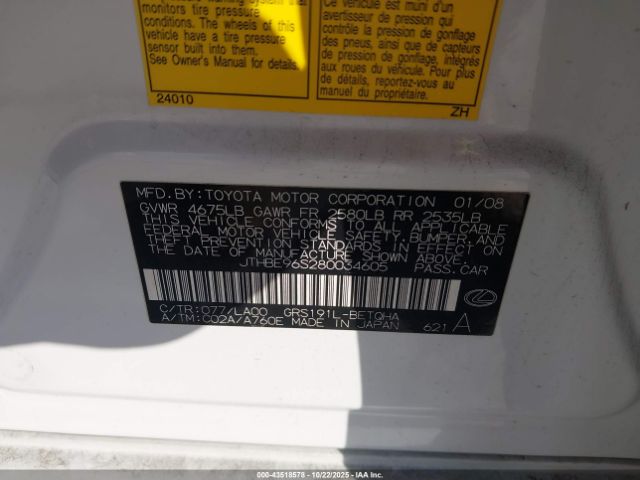 monitors tire pressure
conditions. The wheels of this
vehicle have a tire pressure
sensor built into them.
See Owner's Manual for details
24010
Ce véhicule est muni d'un
avertisseur de pression qui
contrôle la pression de gonflage
des pneus, ainsi que de capteurs
de pression de gonflage, intégrés
aux roues du véhicule. Pour plus
de détails, reportez-vous au
manuel du propriétaire.
ZH
MFD. BY: TOYOTA MOTOR CORPORATION 01/08
GVWR 4675LB GAWR FR 2580LB RR 2535LB
THIS VEHICLE CONFORMS TO ALL APPLICABLE
FEDERAL MOTOR VEHICLE SAFETY, BUMPER, AND
THEFT PREVENTION STANDARDS IN EFFECT ON
THE DATE OF MANUFACTURE SHOWN ABOVE.
JTHBE96S280034605 PASS.CAR
C/TR: 077/LA00 GRS191L-BETQHA
A/TM: C02A/A760E MADE IN JAPAN 621 A
000-43518578 - 10/22/2025 - IAA Corp.